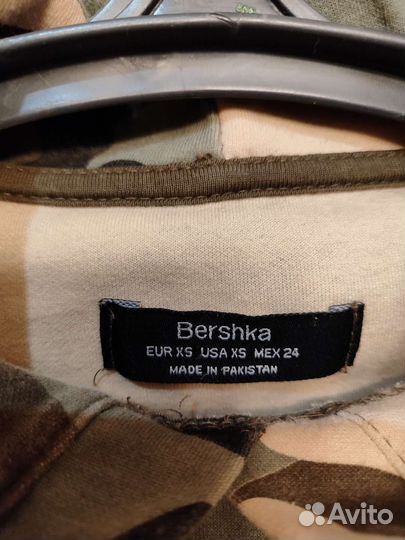 Bershka
EUR XS USA XS MEX 24
MADE IN PAKISTAN
Avito